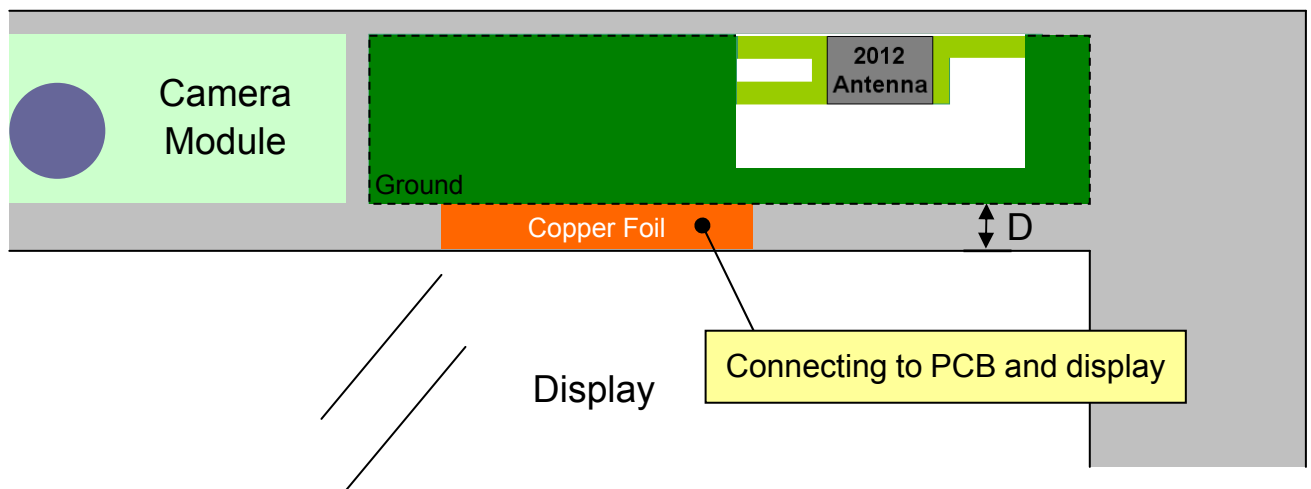 Camera
Module
2012
Antenna
Ground
Copper Foil
D
Connecting to PCB and display
Display